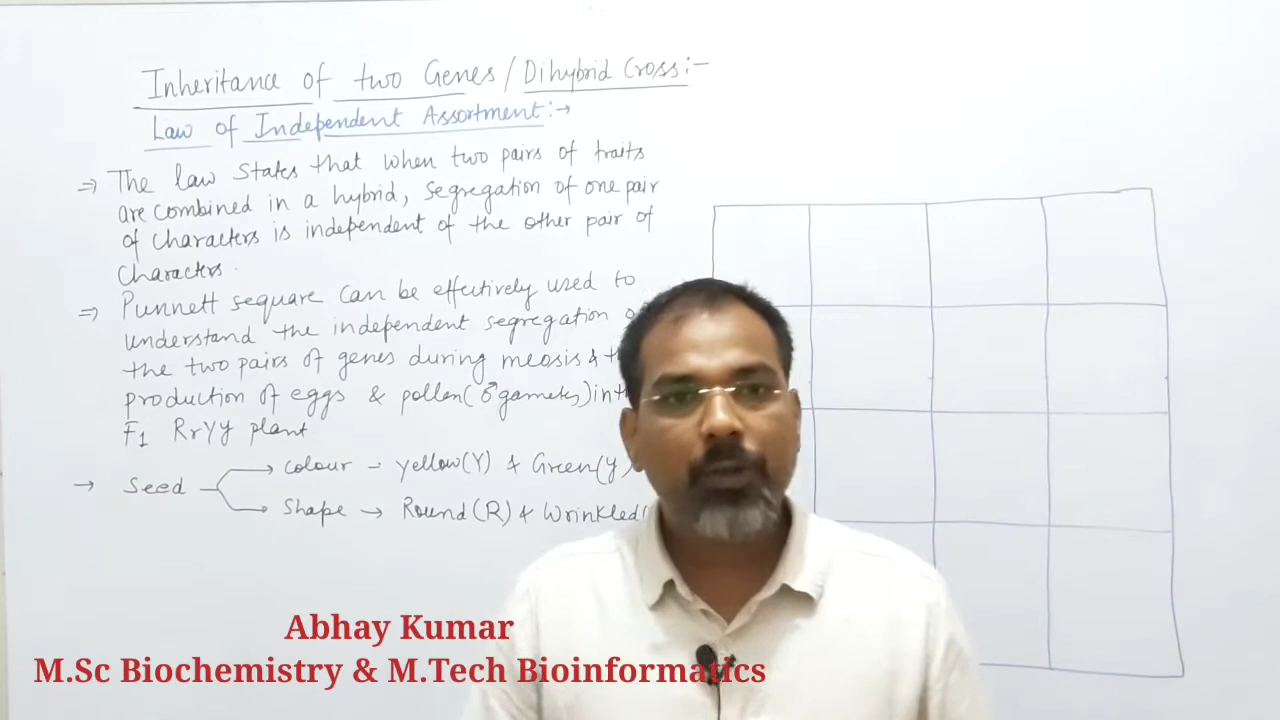 Inheritance of two Genes / Dihybrid Cross:-
Law of Independent Assortment:→
⇒ The law states that when two pairs of traits
are combined in a hybrid, segregation of one pair
of characters is independent of the other pair of
characters.
⇒ Punnett sequare can be effectively used to
understand the independent segregation
the two pairs of genes during meosis &
production of eggs & pollen(♂gametes)in
F1 RrYy plant
→ Seed → Colour - yellow(Y) & Green(y)
→ Shape → Round(R) & Wrinkled(
Abhay Kumar
M.Sc Biochemistry & M.Tech Bioinformatics